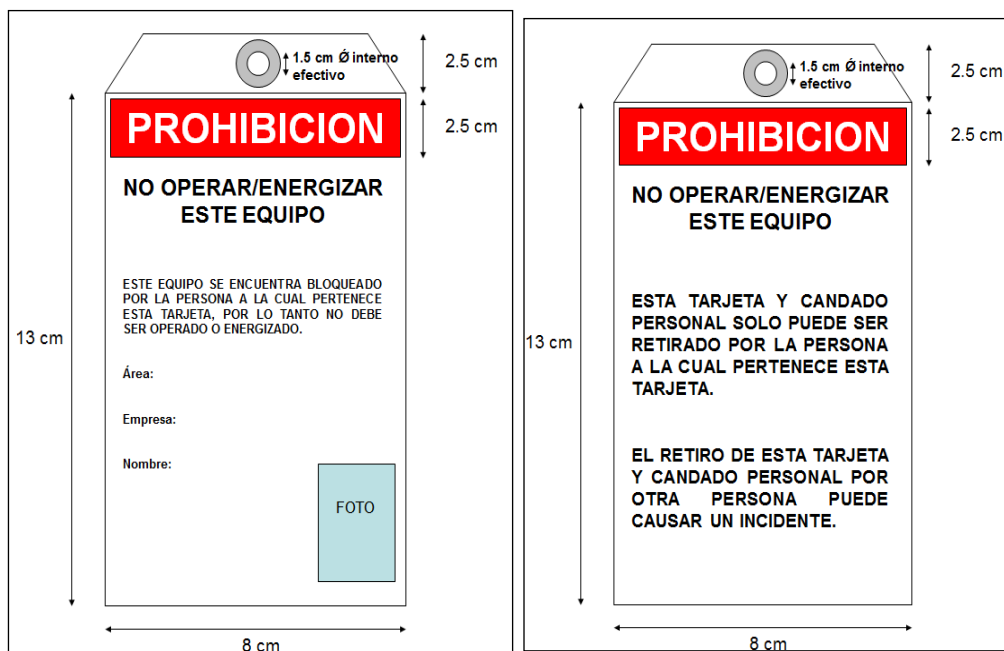 1.5 cm Ø interno
efectivo
2.5 cm
PROHIBICION
2.5 cm
NO OPERAR/ENERGIZAR
ESTE EQUIPO
ESTE EQUIPO SE ENCUENTRA BLOQUEADO
POR LA PERSONA A LA CUAL PERTENECE
ESTA TARJETA, POR LO TANTO NO DEBE
SER OPERADO O ENERGIZADO.
13 cm
Área:
Empresa:
Nombre:
FOTO
8 cm
1.5 cm Ø interno
efectivo
2.5 cm
PROHIBICION
2.5 cm
NO OPERAR/ENERGIZAR
ESTE EQUIPO
ESTA TARJETA Y CANDADO
PERSONAL SOLO PUEDE SER
RETIRADO POR LA PERSONA
A LA CUAL PERTENECE ESTA
TARJETA.
13 cm
EL RETIRO DE ESTA TARJETA
Y CANDADO PERSONAL POR
OTRA PERSONA PUEDE
CAUSAR UN INCIDENTE.
8 cm